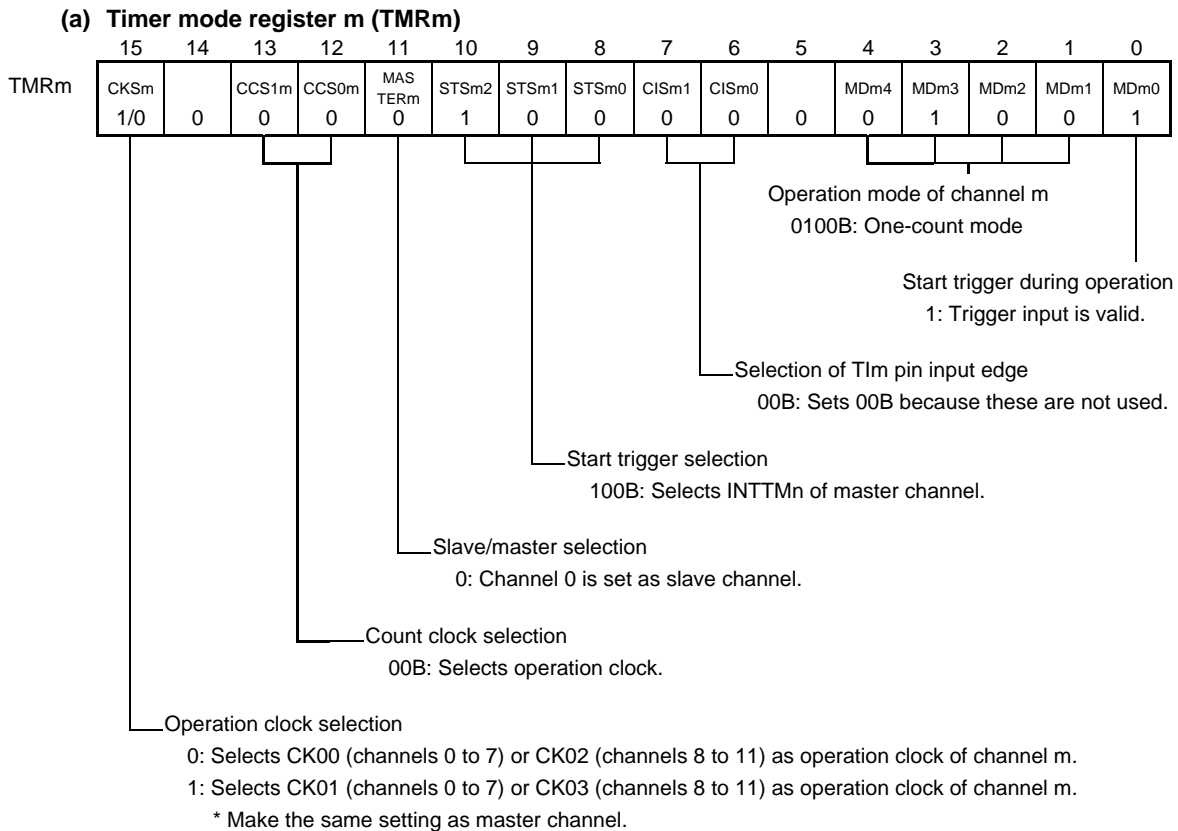 (a) Timer mode register m (TMRm)
15 14 13 12 11 10 9 8 7 6 5 4 3 2 1 0
TMRm CKSm CCS1m CCS0m MAS TERm STSm2 STSm1 STSm0 CISm1 CISm0 MDm4 MDm3 MDm2 MDm1 MDm0
1/0 0 0 0 0 1 0 0 0 0 0 0 1 0 0 1
Operation mode of channel m
0100B: One-count mode
Start trigger during operation
1: Trigger input is valid.
Selection of TIm pin input edge
00B: Sets 00B because these are not used.
Start trigger selection
100B: Selects INTTMn of master channel.
Slave/master selection
0: Channel 0 is set as slave channel.
Count clock selection
00B: Selects operation clock.
Operation clock selection
0: Selects CK00 (channels 0 to 7) or CK02 (channels 8 to 11) as operation clock of channel m.
1: Selects CK01 (channels 0 to 7) or CK03 (channels 8 to 11) as operation clock of channel m.
* Make the same setting as master channel.